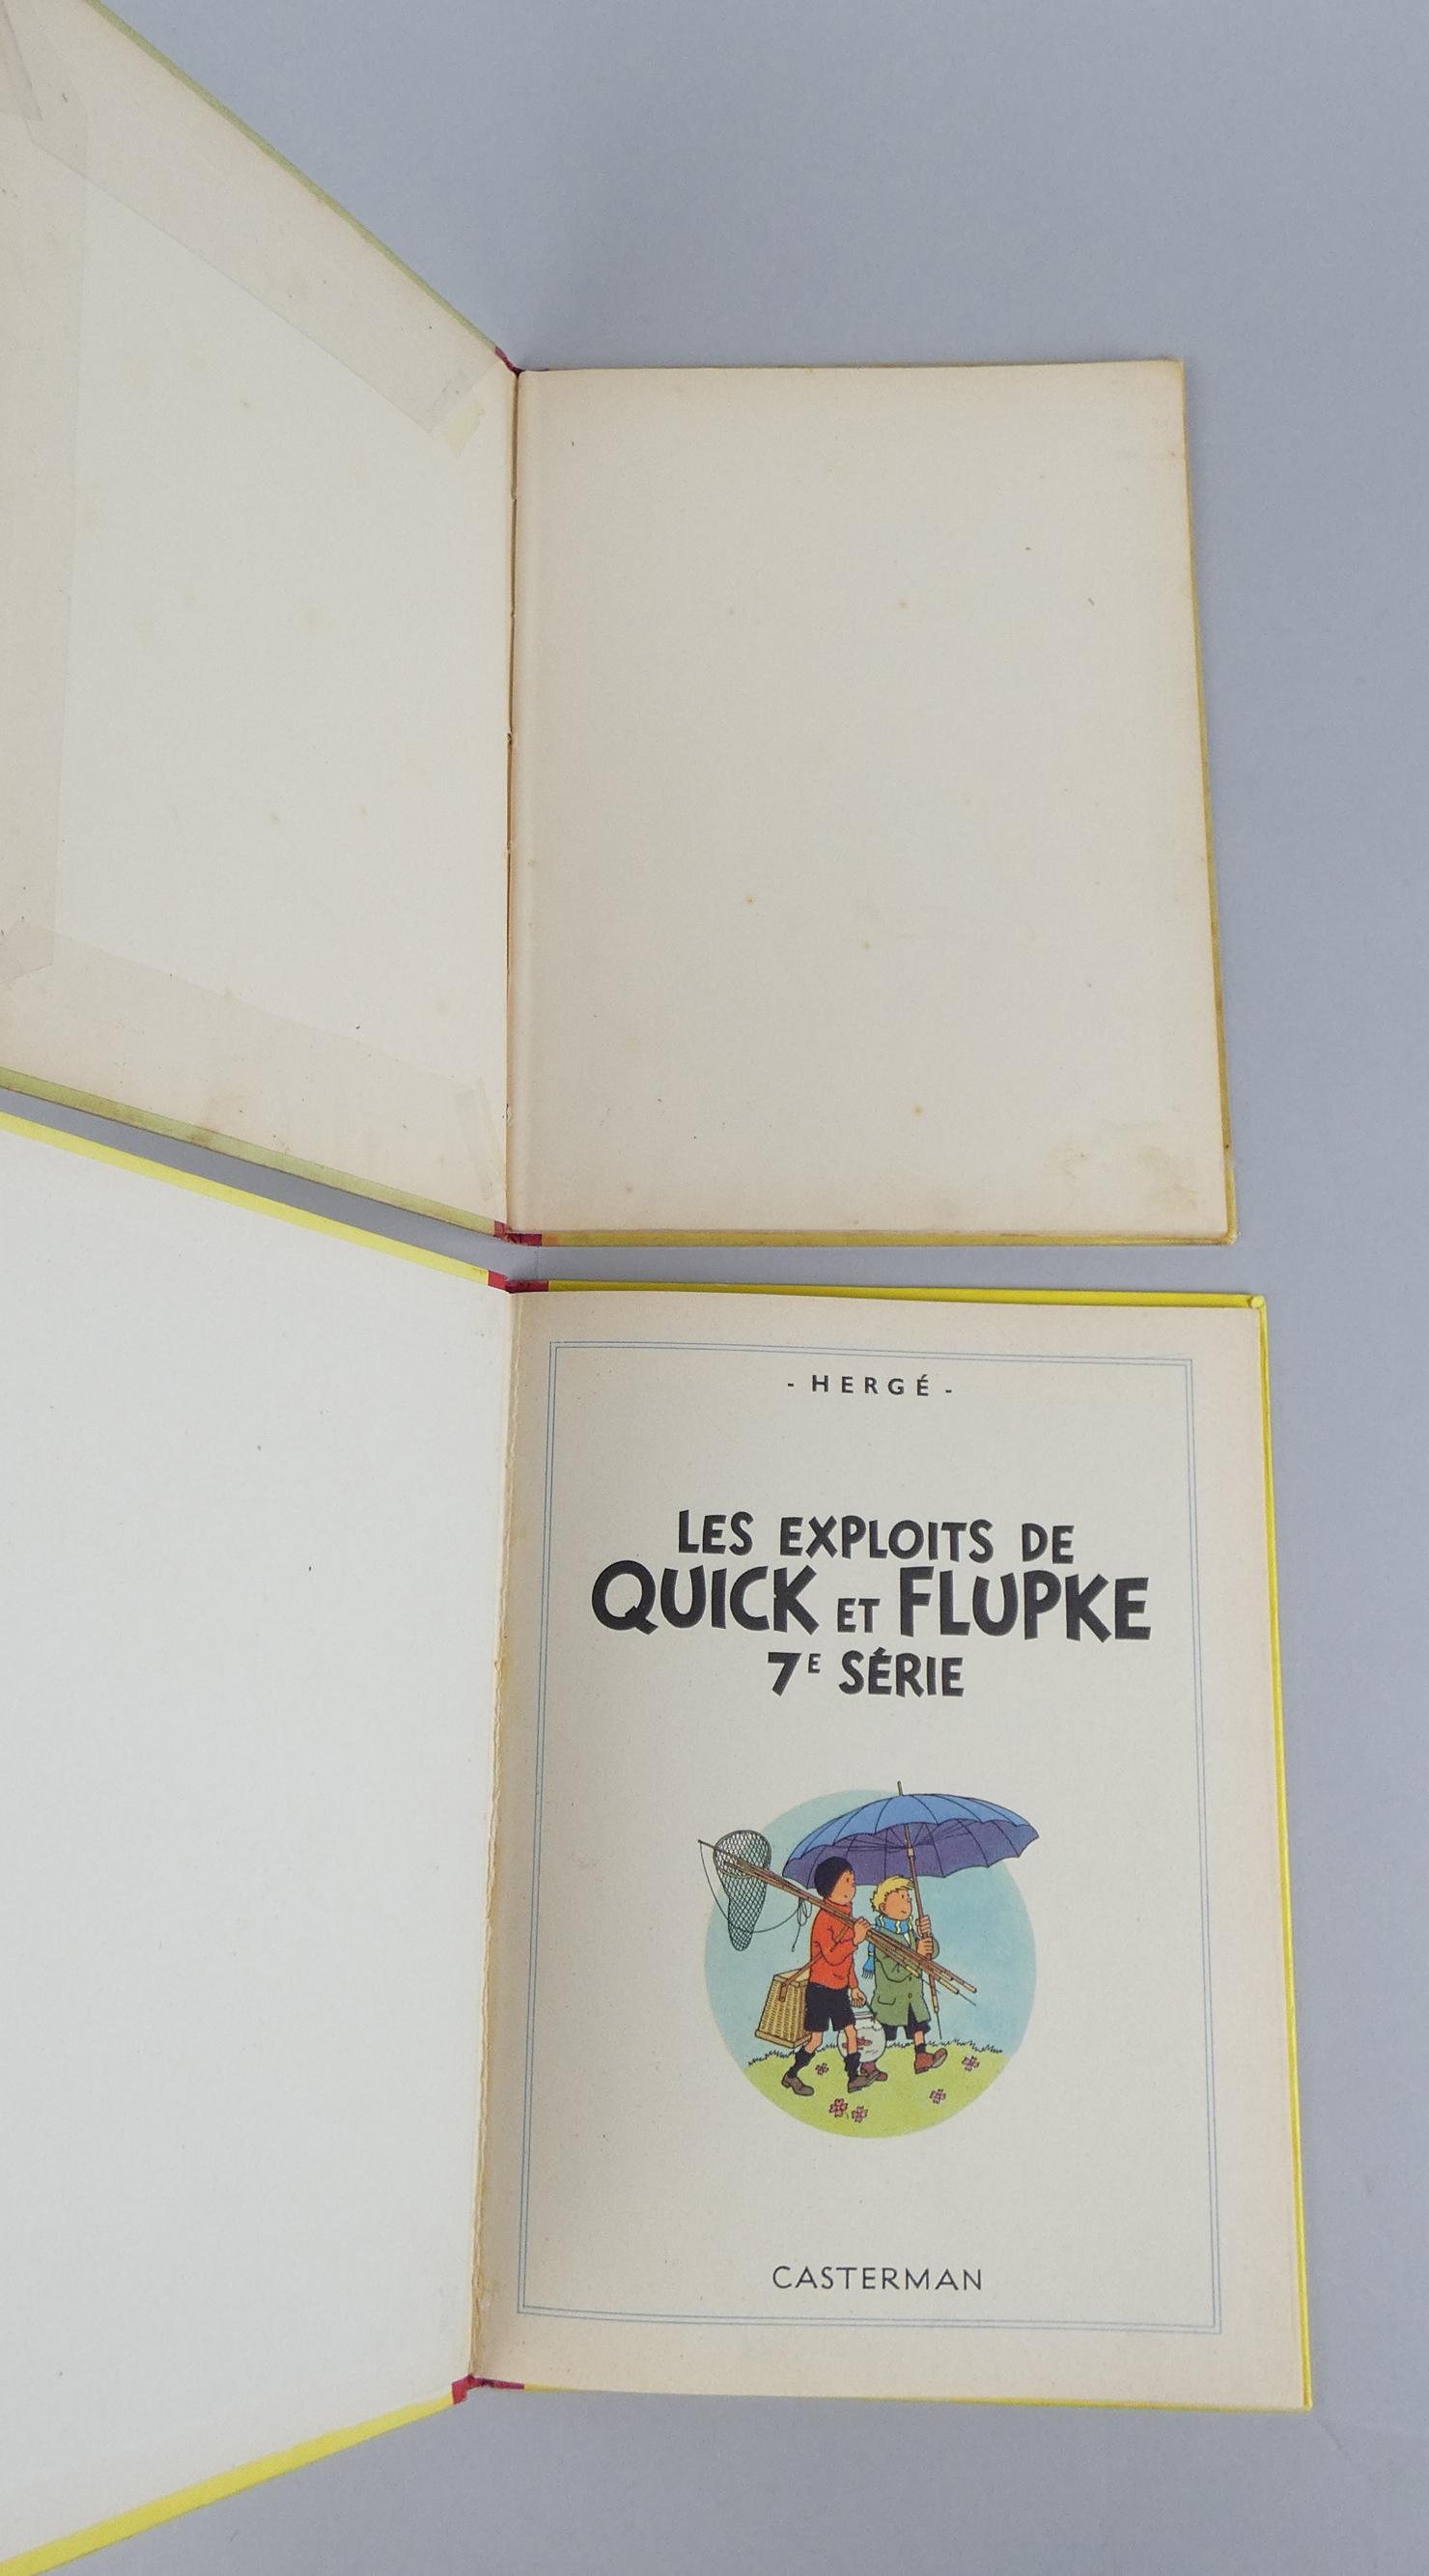 - HERGÉ -
LES EXPLOITS DE
QUICK ET FLUPKE
7E SÉRIE
CASTERMAN